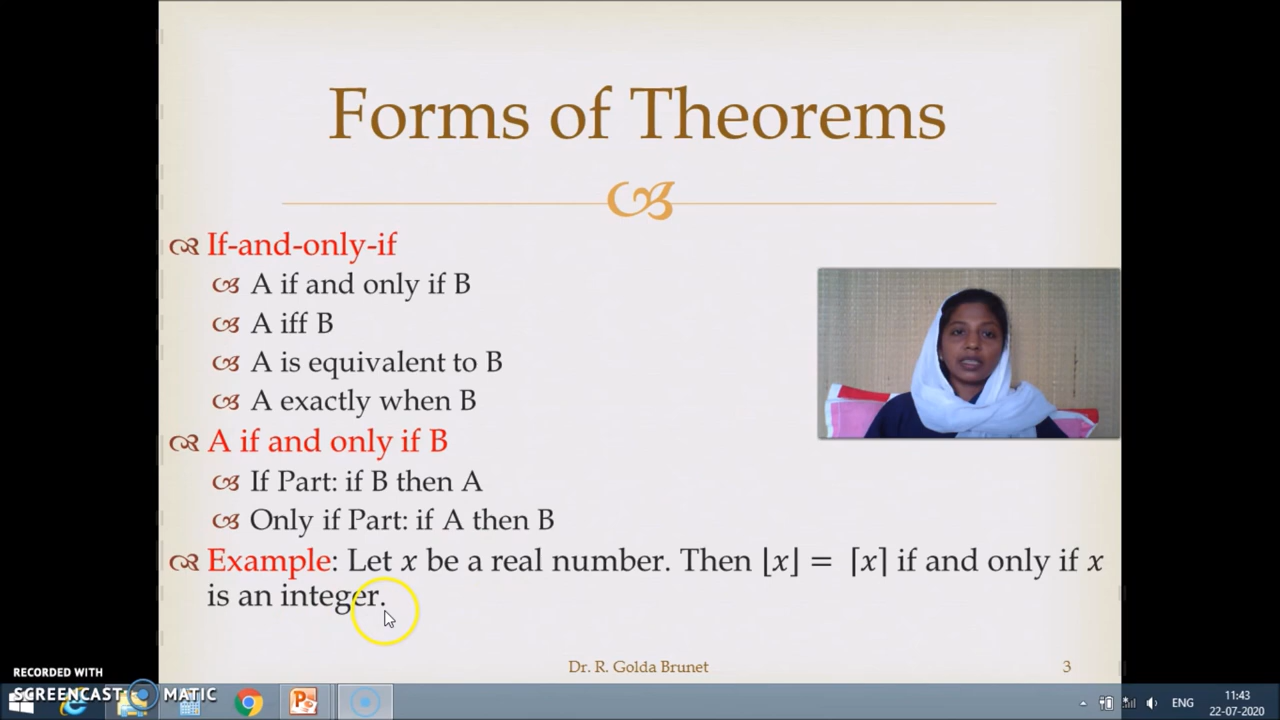 Forms of Theorems
If-and-only-if
A if and only if B
A iff B
A is equivalent to B
A exactly when B
A if and only if B
If Part: if B then A
Only if Part: if A then B
Example: Let x be a real number. Then ⌊x⌋ = ⌈x⌉ if and only if x
is an integer.
Dr. R. Golda Brunet
3
RECORDED WITH
SCREENCAST MATIC
ENG
11:43
22-07-2020